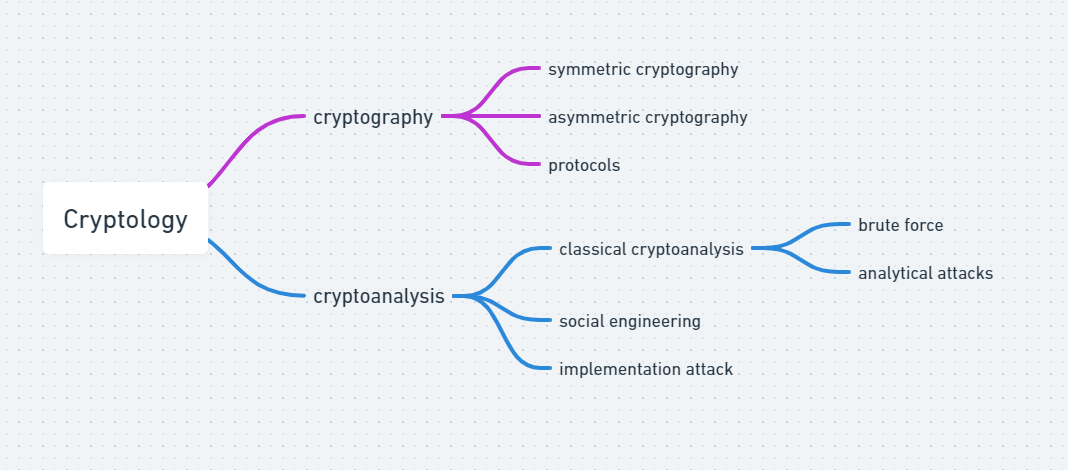 Cryptology
cryptography
symmetric cryptography
asymmetric cryptography
protocols
cryptoanalysis
classical cryptoanalysis
brute force
analytical attacks
social engineering
implementation attack